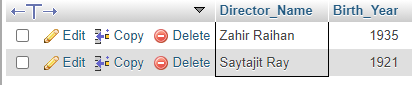 Director_Name Birth_Year
Edit Copy Delete Zahir Raihan 1935
Edit Copy Delete Saytajit Ray 1921